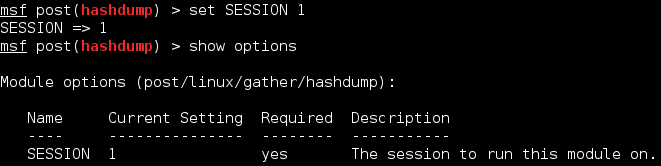 msf post(hashdump) > set SESSION 1
SESSION => 1
msf post(hashdump) > show options

Module options (post/linux/gather/hashdump):

   Name     Current Setting  Required  Description
   ----     ---------------  --------  -----------
   SESSION  1                yes       The session to run this module on.